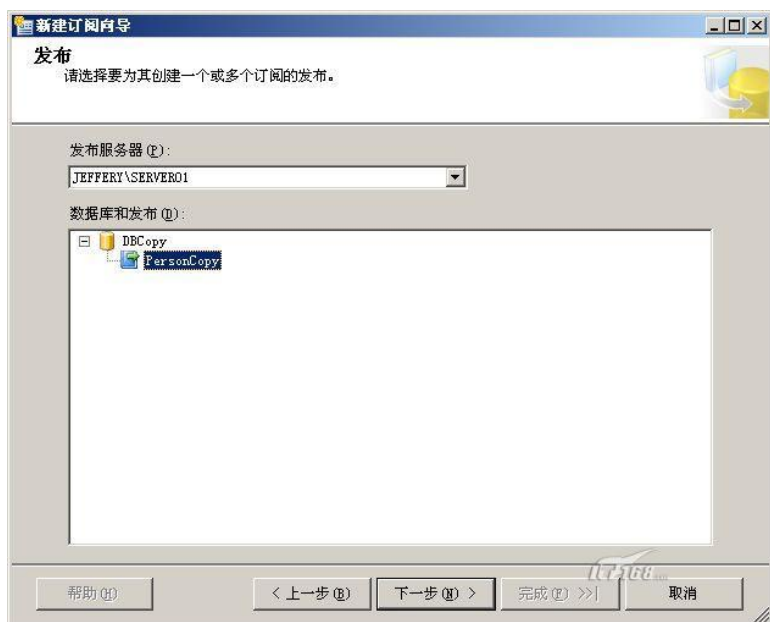 新建订阅向导
发布
请选择要为其创建一个或多个订阅的发布。
发布服务器(P):
JEFFERY\SERVER01
数据库和发布(D):
DBCopy
PersonCopy
IT168.com
帮助(H)
< 上一步(B)
下一步(N) >
完成(F) >>|
取消